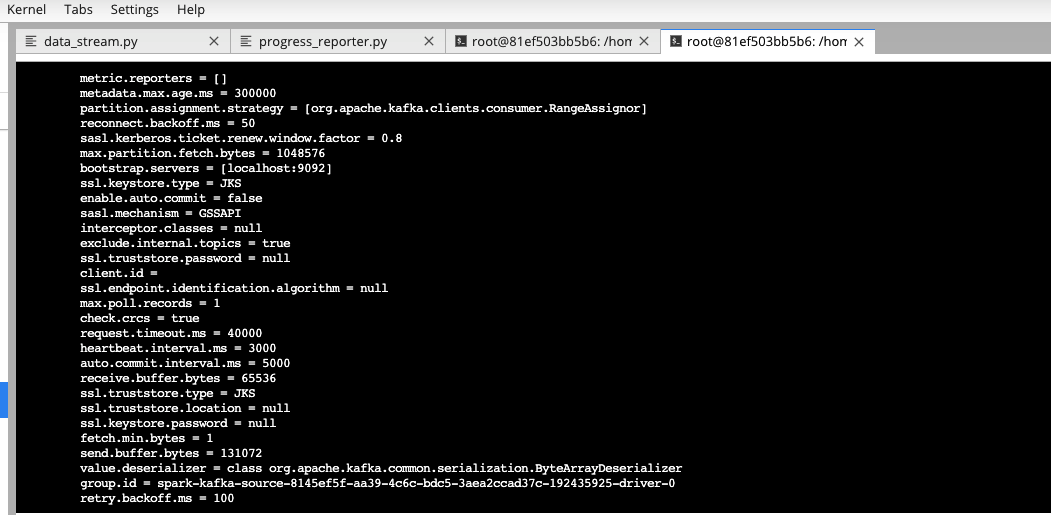 Kernel Tabs Settings Help
data_stream.py
progress_reporter.py
root@81ef503bb5b6: /hom
root@81ef503bb5b6: /hom
metric.reporters = []
metadata.max.age.ms = 300000
partition.assignment.strategy = [org.apache.kafka.clients.consumer.RangeAssignor]
reconnect.backoff.ms = 50
sasl.kerberos.ticket.renew.window.factor = 0.8
max.partition.fetch.bytes = 1048576
bootstrap.servers = [localhost:9092]
ssl.keystore.type = JKS
enable.auto.commit = false
sasl.mechanism = GSSAPI
interceptor.classes = null
exclude.internal.topics = true
ssl.truststore.password = null
client.id =
ssl.endpoint.identification.algorithm = null
max.poll.records = 1
check.crcs = true
request.timeout.ms = 40000
heartbeat.interval.ms = 3000
auto.commit.interval.ms = 5000
receive.buffer.bytes = 65536
ssl.truststore.type = JKS
ssl.truststore.location = null
ssl.keystore.password = null
fetch.min.bytes = 1
send.buffer.bytes = 131072
value.deserializer = class org.apache.kafka.common.serialization.ByteArrayDeserializer
group.id = spark-kafka-source-8145ef5f-aa39-4c6c-bdc5-3aea2ccad37c-192435925-driver-0
retry.backoff.ms = 100